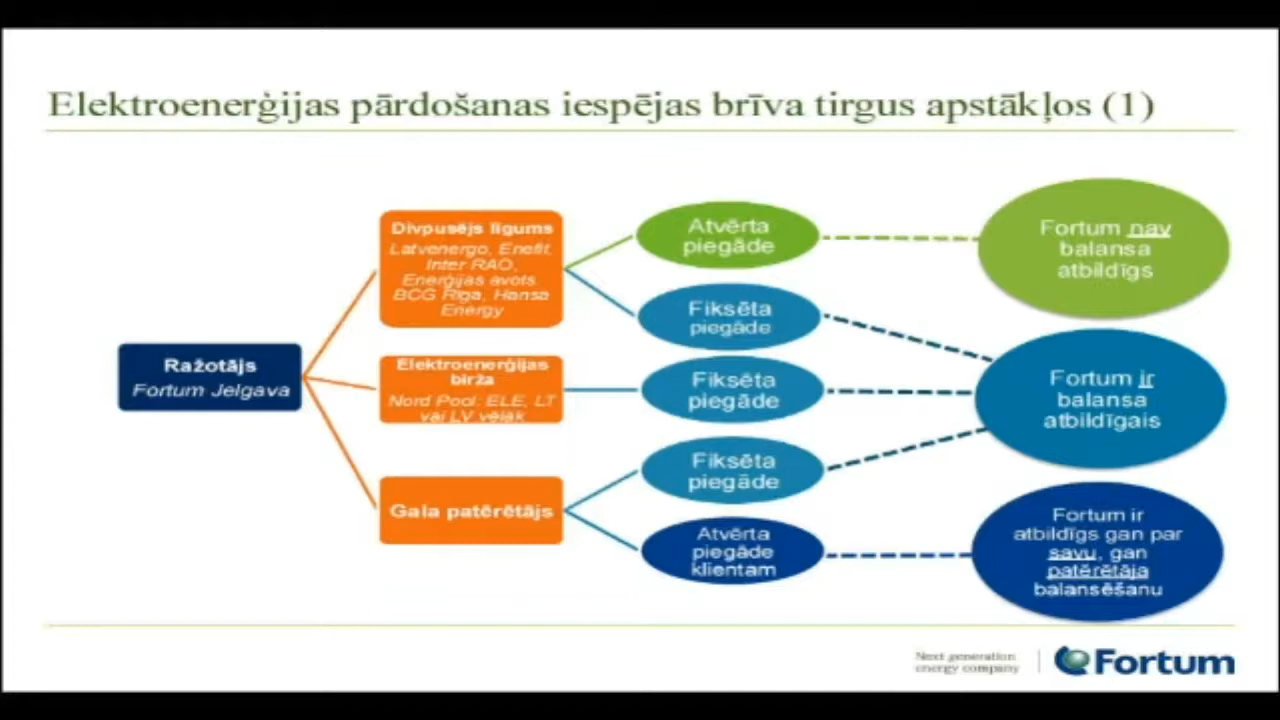 Elektroenerģijas pārdošanas iespējas brīva tirgus apstākļos (1)
Ražotājs
Fortum Jelgava
Divpusējs līgums
Latvenergo, Enefit,
Inter RAO,
Enerģijas avots
BCG Rīga, Hansa
Energy
Elektroenerģijas
birža
Nord Pool: ELE, LT
vai LV vēlāk
Gala patērētājs
Atvērta
piegāde
Fiksēta
piegāde
Fiksēta
piegāde
Fiksēta
piegāde
Atvērta
piegāde
klientam
Fortum nav
balansa
atbildīgs
Fortum ir
balansa
atbildīgais
Fortum ir
atbildīgs gan par
savu, gan
patērētāja
balansēšanu
Next generation
energy company
Fortum